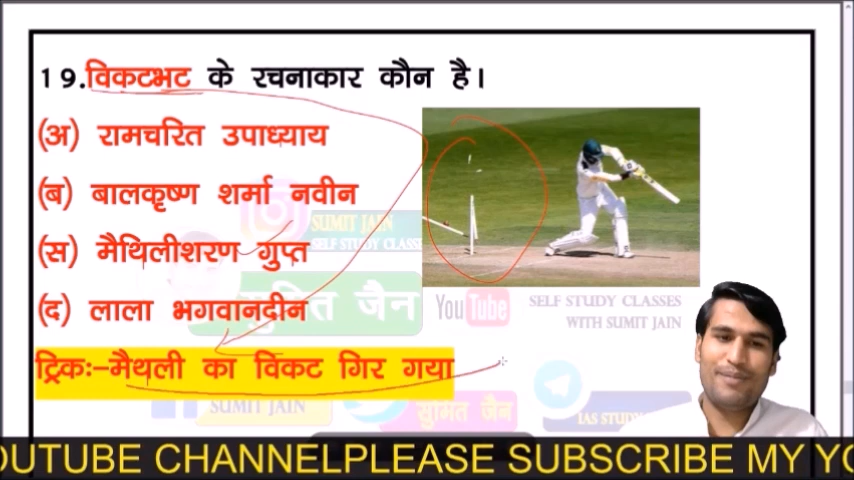 19.विकटभट के रचनाकार कौन है।
(अ) रामचरित उपाध्याय
(ब) बालकृष्ण शर्मा नवीन
(स) मैथिलीशरण गुप्त
(द) लाला भगवानदीन
ट्रिकः-मैथली का विकट गिर गया
SUMIT JAIN
SELF STUDY CLASSE
सुमित जैन
YouTube
SELF STUDY CLASSES
WITH SUMIT JAIN
SUMIT JAIN
सुमित जैन
IAS STUDY
OUTUBE CHANNELPLEASE SUBSCRIBE MY YO